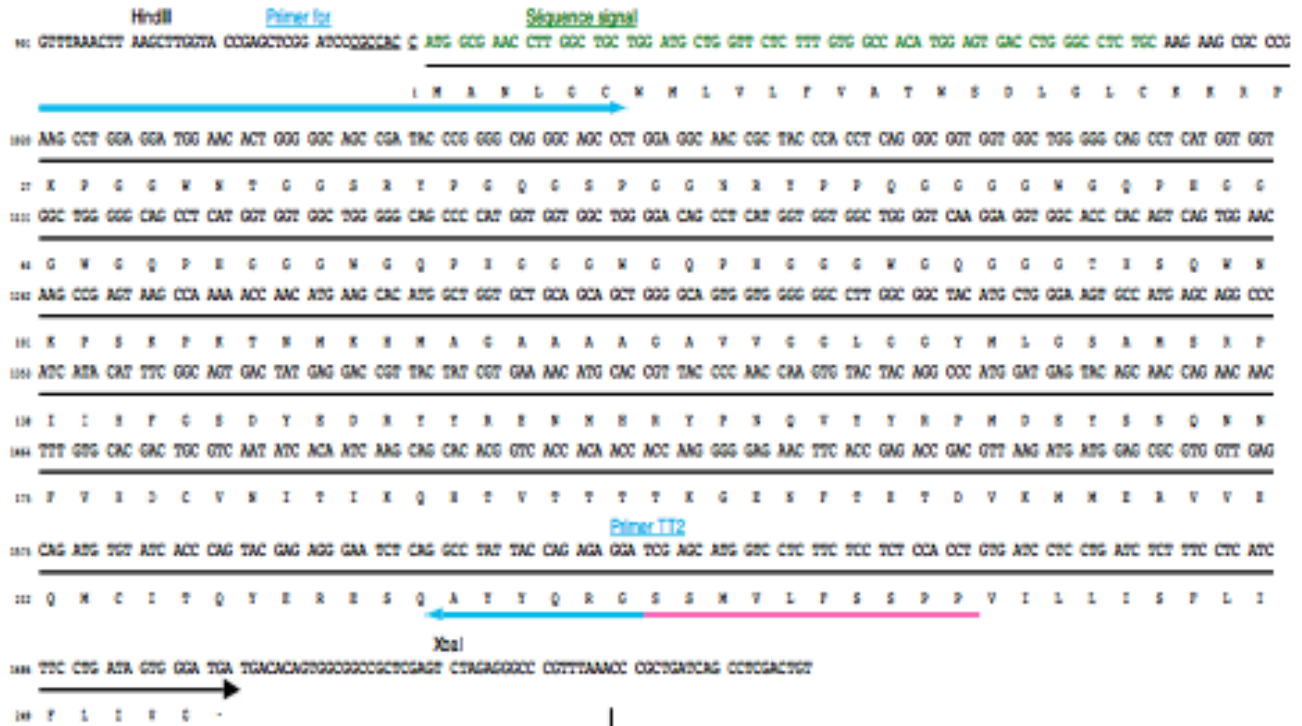 HindIII Primer for Séquence signal
GTTTAAACTT AAGCTTGGTA CCGAGCTCGG ATCCCGCCAC C ATG GCG AAC CTT GGC TGC TGG ATG CTG GTT CTC TTT GTG GCC ACA TGG AGT GAC CTG GGC CTC TGC AAG AAG CGC CCG
1 M A N L G C W M L V L F V A T W S D L G L C K K R P
AAG CCT GGA GGA TGG AAC ACT GGG GGC AGC CGA TAC CCG GGG CAG GGC AGC CCT GGA GGC AAC CGC TAC CCA CCT CAG GGC GGT GGT GGC TGG GGG CAG CCT CAT GGT GGT
27 K P G G W N T G G S R Y P G Q G S P G G N R Y P P Q G G G G W G Q P H G G
GGC TGG GGG CAG CCT CAT GGT GGT GGC TGG GGG CAG CCC CAT GGT GGT GGC TGG GGA CAG CCT CAT GGT GGT GGC TGG GGT CAA GGA GGT GGC ACC CAC AGT CAG TGG AAC
G W G Q P H G G G W G Q P H G G G W G Q P H G G G W G Q G G G T H S Q W N
AAG CCG AGT AAG CCA AAA ACC AAC ATG AAG CAC ATG GCT GGT GCT GCA GCA GCT GGG GCA GTG GTG GGG GGC CTT GGC GGC TAC ATG CTG GGA AGT GCC ATG AGC AGG CCC
101 K P S K P K T N M K H M A G A A A A G A V V G G L G G Y M L G S A M S R P
ATC ATA CAT TTC GGC AGT GAC TAT GAG GAC CGT TAC TAT CGT GAA AAC ATG CAC CGT TAC CCC AAC CAA GTG TAC TAC AGG CCC ATG GAT GAG TAC AGC AAC CAG AAC AAC
138 I I H F G S D Y E D R Y Y R E N M H R Y P N Q V Y Y R P M D E Y S N Q N N
TTT GTG CAC GAC TGC GTC AAT ATC ACA ATC AAG CAG CAC ACG GTC ACC ACA ACC ACC AAG GGG GAG AAC TTC ACC GAG ACC GAC GTT AAG ATG ATG GAG CGC GTG GTT GAG
175 F V H D C V N I T I K Q H T V T T T T K G E N F T E T D V K M M E R V V E
Primer TT2
CAG ATG TGT ATC ACC CAG TAC GAG AGG GAA TCT CAG GCC TAT TAC CAG AGA GGA TCG AGC ATG GTC CTC TTC TCC TCT CCA CCT GTG ATC CTC CTG ATC TCT TTC CTC ATC
212 Q M C I T Q Y E R E S Q A Y Y Q R G S S M V L F S S P P V I L L I S F L I
XbaI
TTC CTG ATA GTG GGA TGA TGACACAGTGGCGGCCGCTCGAGT CTAGAGGGCC CGTTTAAACC CGCTGATCAG CCTCGACTGT
249 F L I V G -